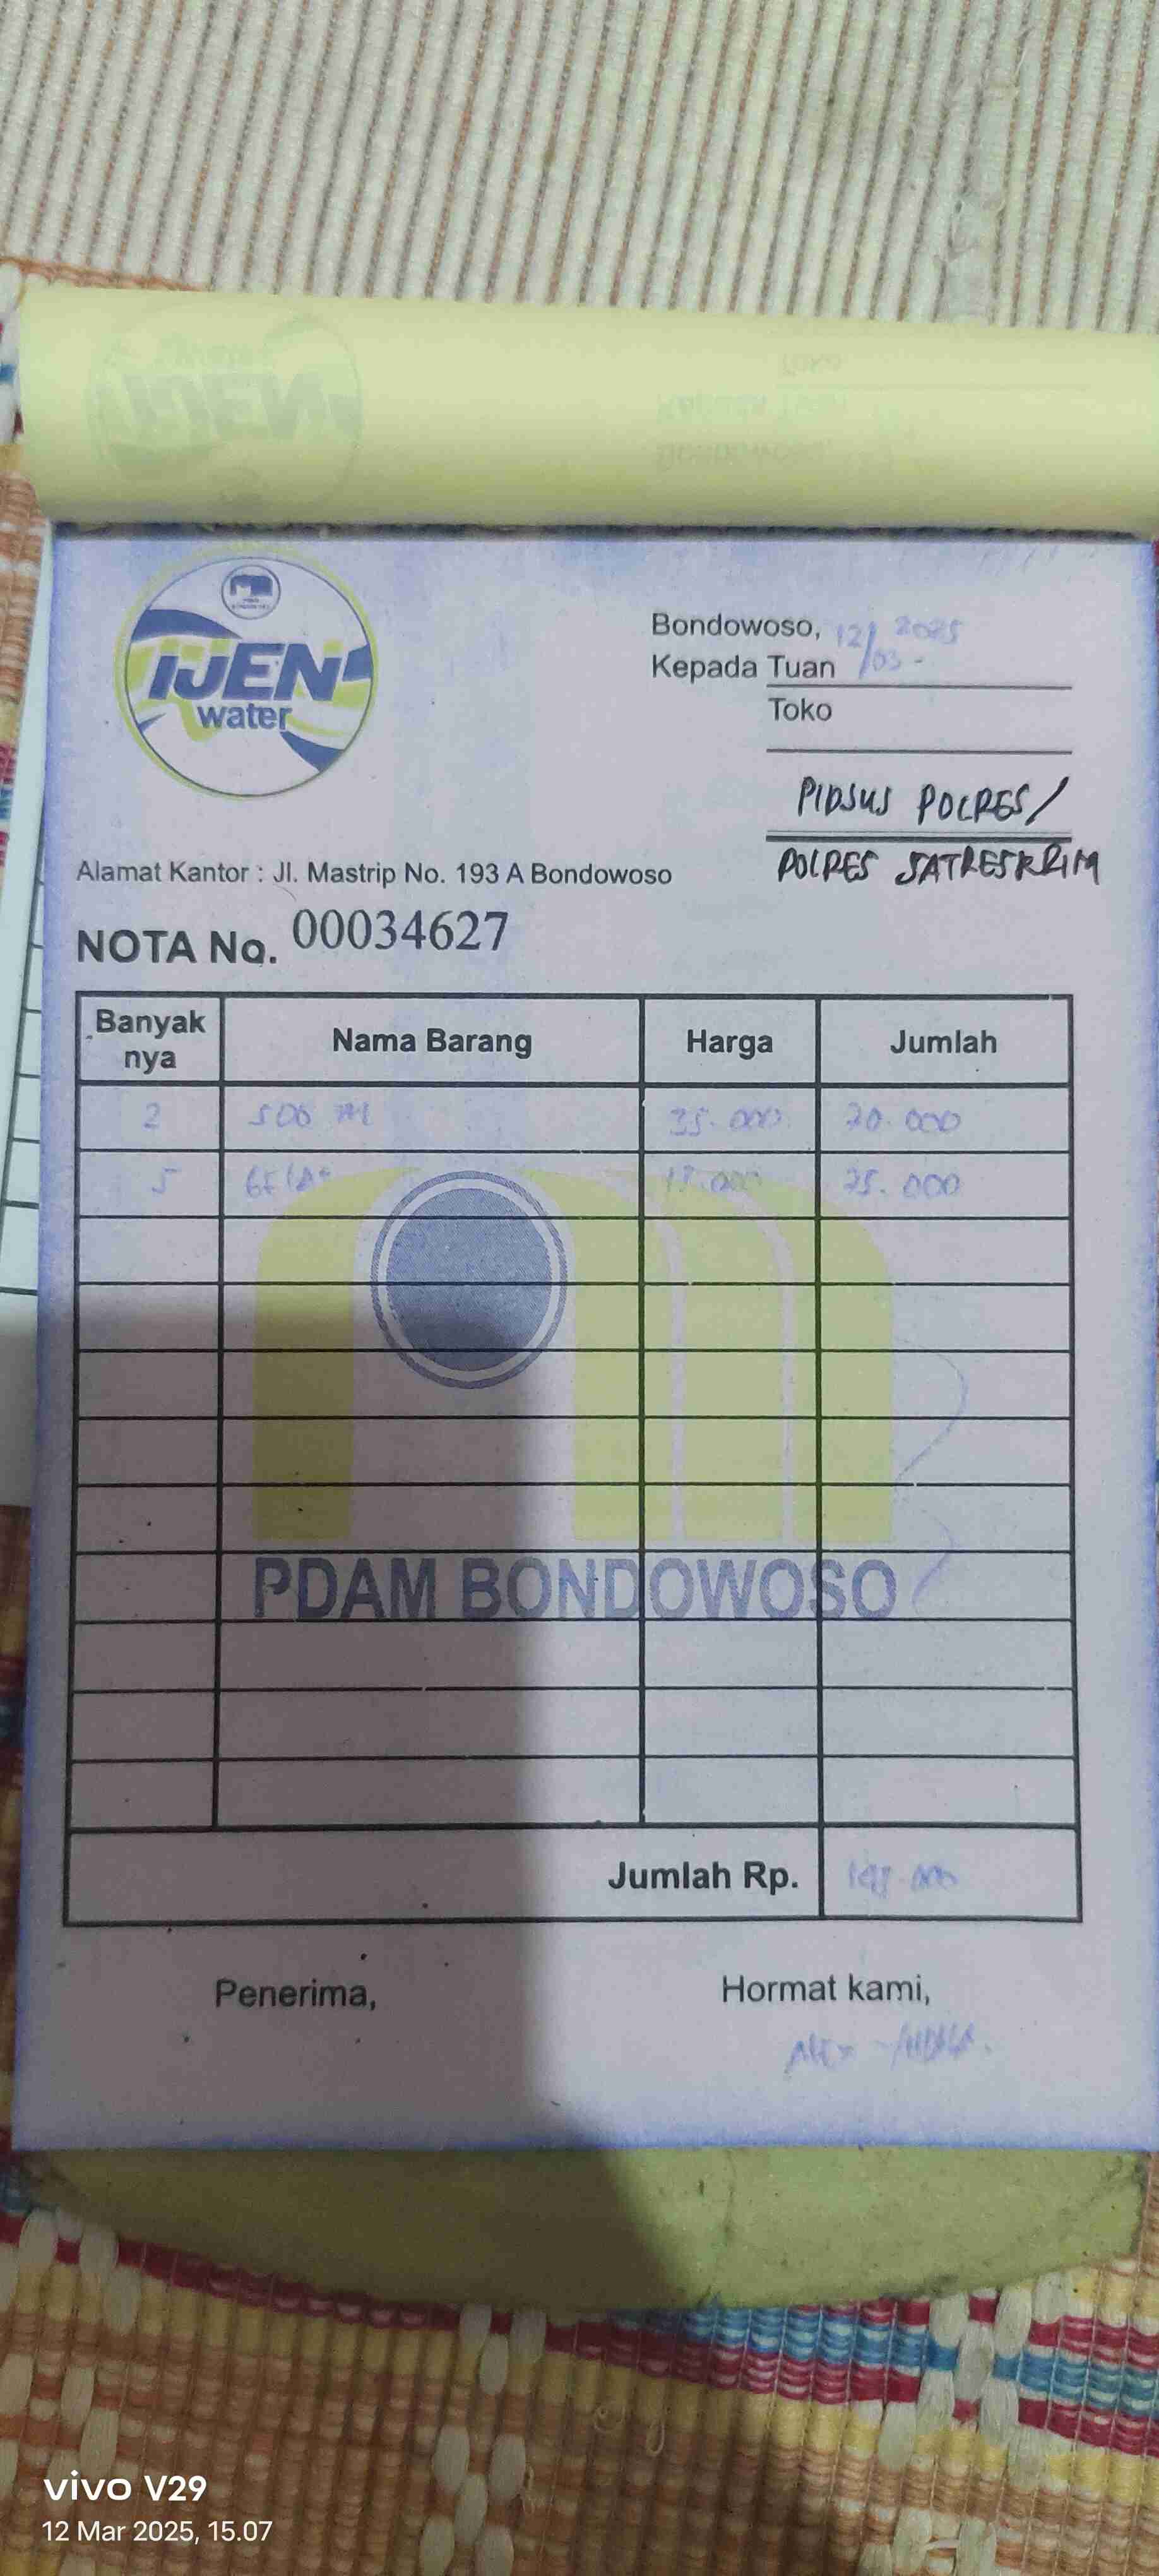 IJEN
water
Bondowoso, 12/03-2025
Kepada Tuan
Toko
PIDSUS POLRES/
POLRES SATRESKRIM
Alamat Kantor : Jl. Mastrip No. 193 A Bondowoso
NOTA No. 00034627
Banyak nya Nama Barang Harga Jumlah
2 500 ml 35.000 70.000
5 GELAS 15.000 75.000
PDAM BONDOWOSO
Jumlah Rp. 145.000
Penerima, Hormat kami,
vivo V29
12 Mar 2025, 15.07